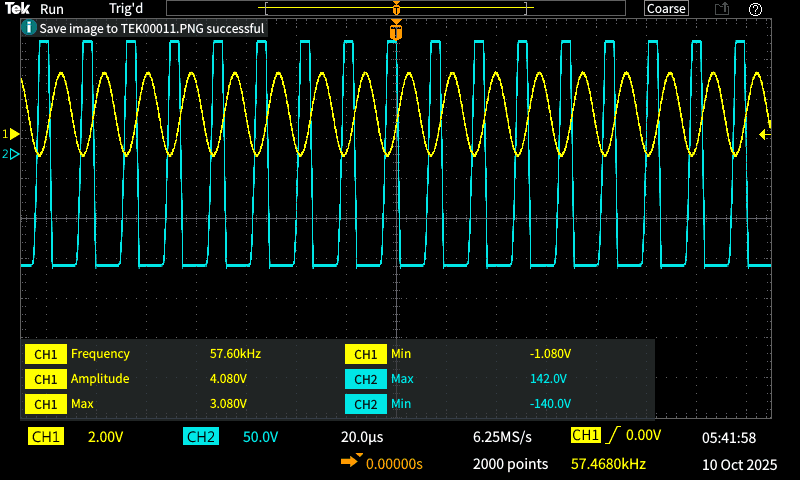 Tek Run Trig'd T Coarse ?
i Save image to TEK00011.PNG successful
T
1
2
CH1 Frequency 57.60kHz CH1 Min -1.080V
CH1 Amplitude 4.080V CH2 Max 142.0V
CH1 Max 3.080V CH2 Min -140.0V
CH1 2.00V CH2 50.0V 20.0µs 6.25MS/s CH1 0.00V 05:41:58
0.00000s 2000 points 57.4680kHz 10 Oct 2025